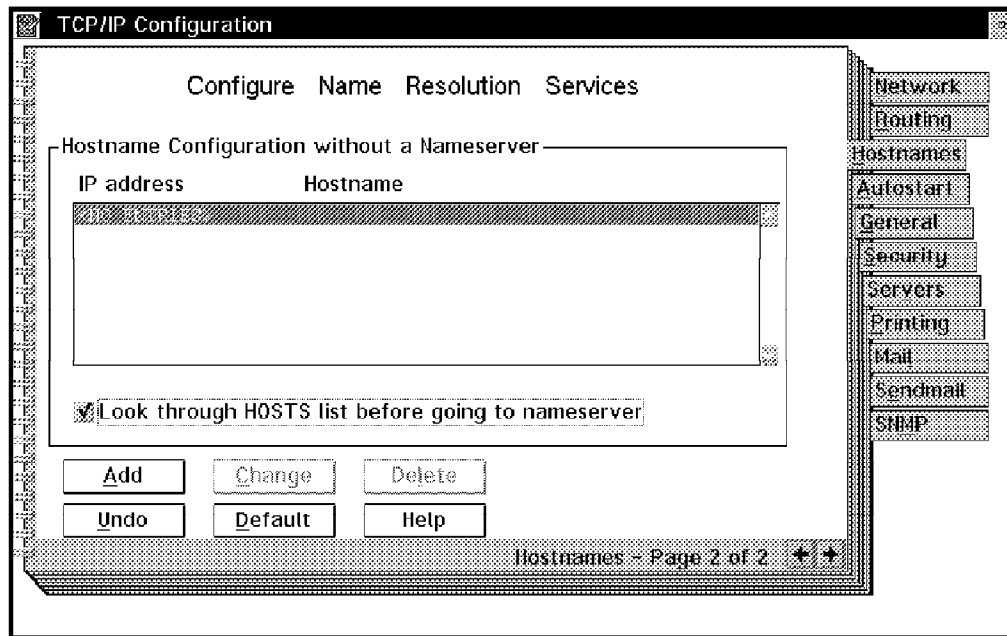 TCP/IP Configuration
Configure Name Resolution Services
Hostname Configuration without a Nameserver
IP address Hostname
<NO ENTRIES>
Look through HOSTS list before going to nameserver
Add Change Delete
Undo Default Help
Hostnames - Page 2 of 2
Network
Routing
Hostnames
Autostart
General
Security
Servers
Printing
Mail
Sendmail
SNMP